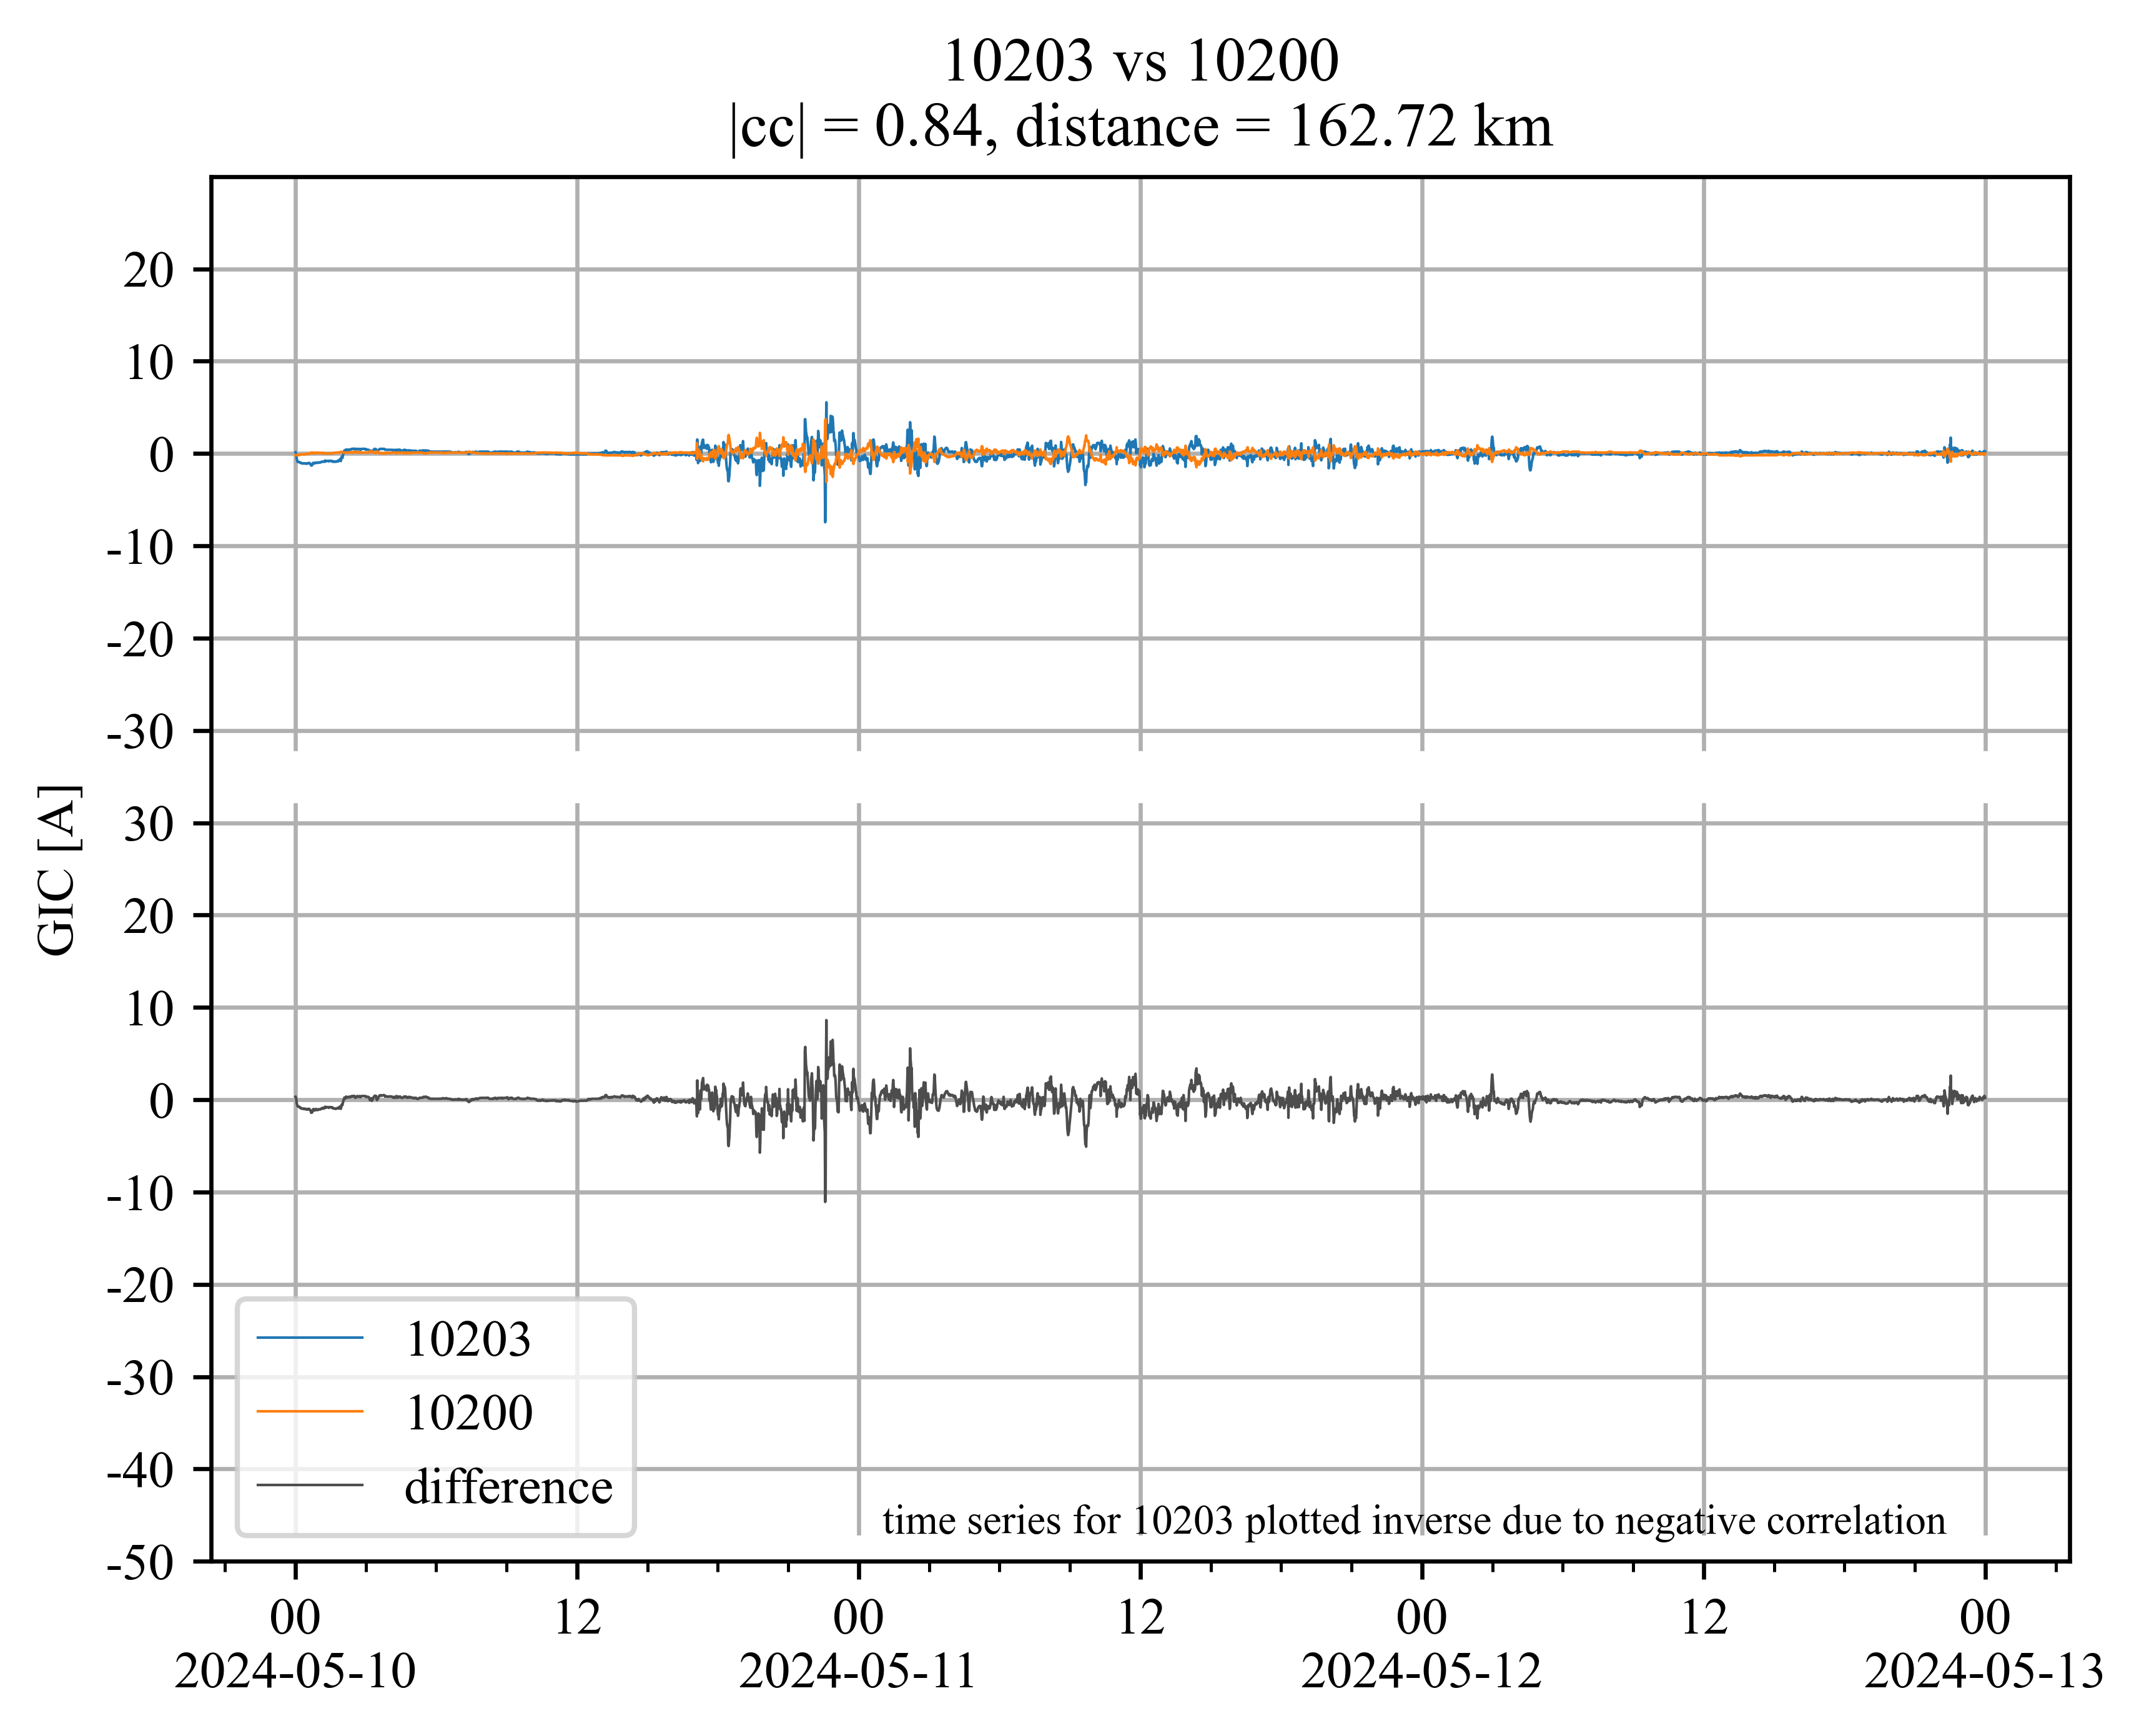 10203 vs 10200
|cc| = 0.84, distance = 162.72 km
GIC [A]
20
10
0
-10
-20
-30
30
20
10
0
-10
-20
-30
-40
-50
10203
10200
difference
time series for 10203 plotted inverse due to negative correlation
00 12 00 12 00 12 00
2024-05-10 2024-05-11 2024-05-12 2024-05-13